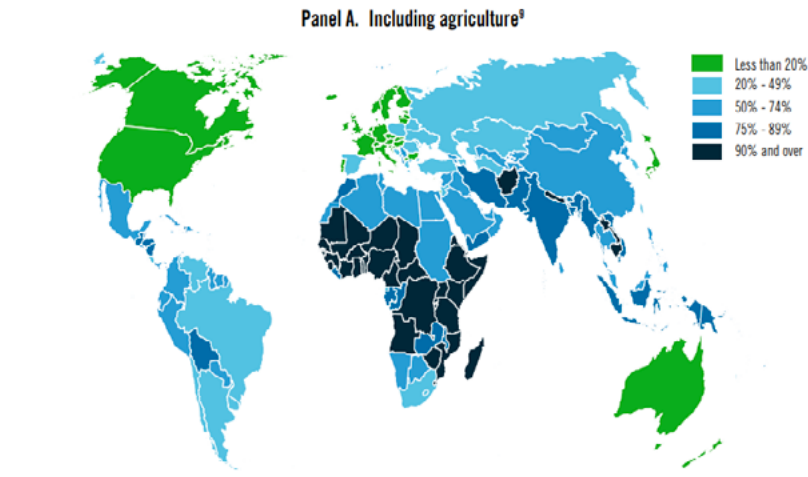 Panel A. Including agriculture⁹
Less than 20%
20% - 49%
50% - 74%
75% - 89%
90% and over